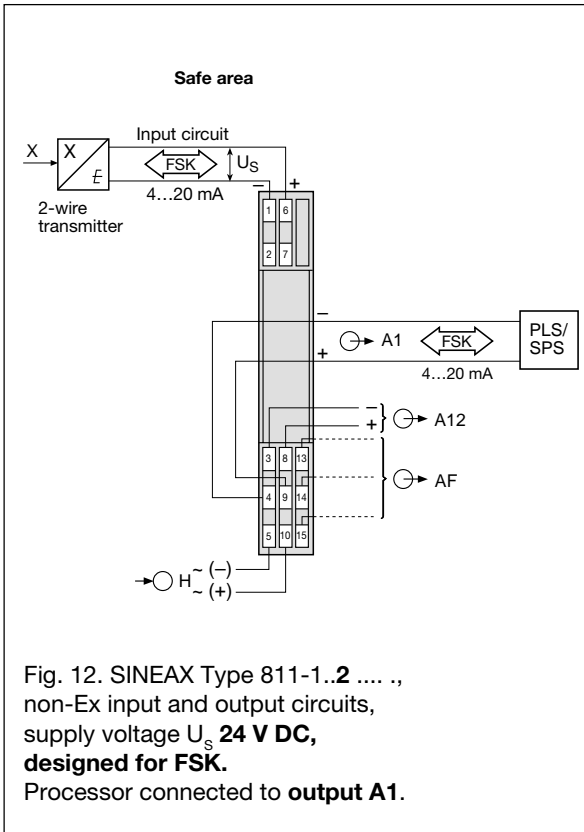 Safe area
Input circuit
X
X
E
FSK
U_S
4...20 mA
– +
2-wire
transmitter
1 6
2 7
–
+
A1
FSK
4...20 mA
PLS/
SPS
–
+
A12
AF
3 8 13
4 9 14
5 10 15
H ~ (–)
~ (+)
Fig. 12. SINEAX Type 811-1..2 .... .,
non-Ex input and output circuits,
supply voltage U_S 24 V DC,
designed for FSK.
Processor connected to output A1.